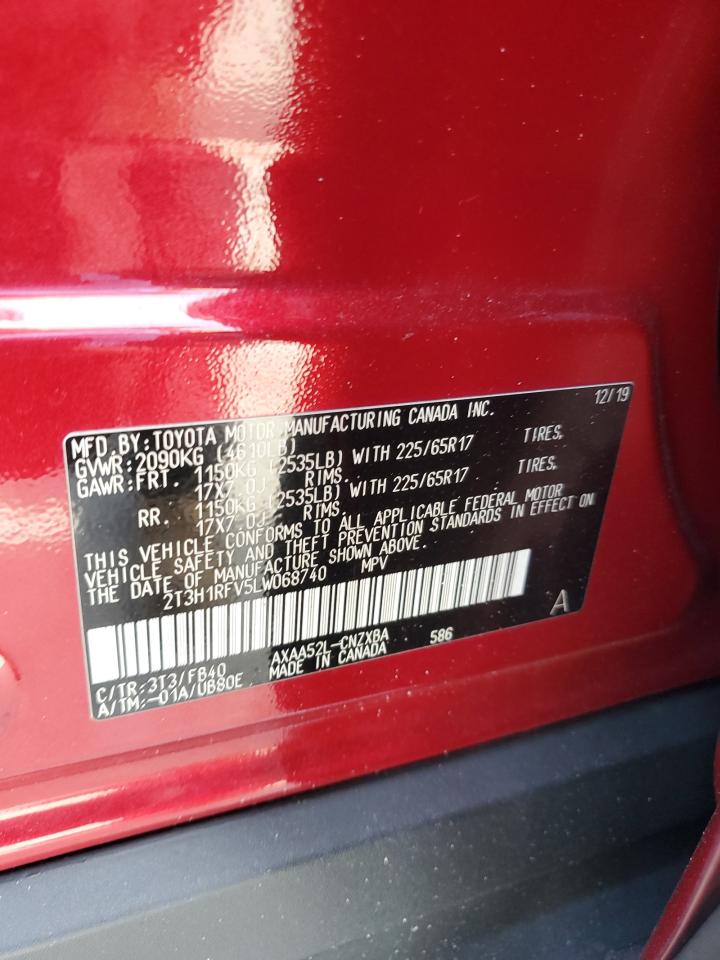 MFD. BY: TOYOTA MOTOR MANUFACTURING CANADA INC. 12/19
GVWR: 2090KG (4610LB)
GAWR: FRT. 1150KG (2535LB) WITH 225/65R17 TIRES,
17X7.0J RIMS.
RR. 1150KG (2535LB) WITH 225/65R17 TIRES,
17X7.0J RIMS.
THIS VEHICLE CONFORMS TO ALL APPLICABLE FEDERAL MOTOR
VEHICLE SAFETY AND THEFT PREVENTION STANDARDS IN EFFECT ON
THE DATE OF MANUFACTURE SHOWN ABOVE.
2T3H1RFV5LW068740 MPV
A
C/TR: 3T3/FB40 AXAA52L-CNZXBA 586
A/TM: -01A/UB80E MADE IN CANADA